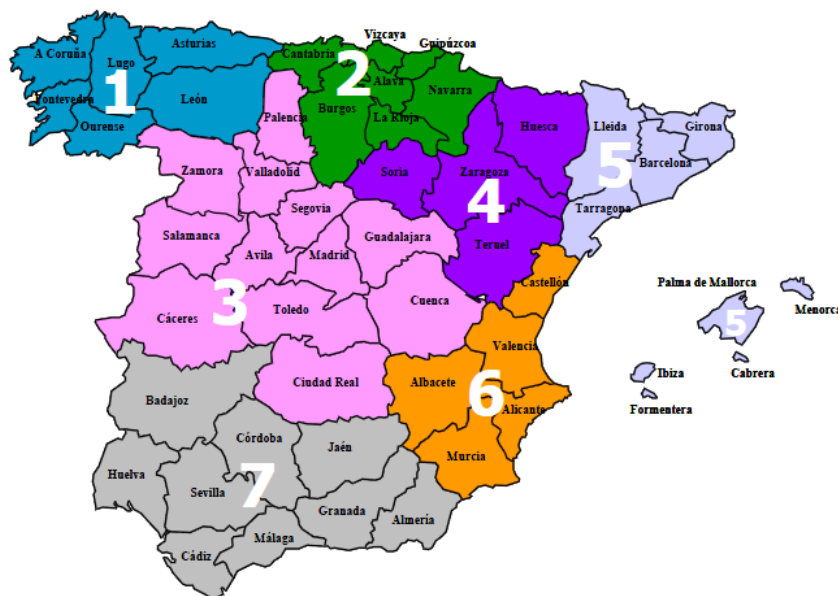 Vizcaya
A Coruña
Asturias
Cantabria
Guipúzcoa
Lugo
2
1
León
Alava
Navarra
Pontevedra
Burgos
La Rioja
Palencia
Huesca
Lleida
Girona
Ourense
Zamora
Valladolid
Soria
Zaragoza
4
5
Barcelona
Segovia
Tarragona
Salamanca
Avila
Madrid
Guadalajara
Teruel
Castellón
Palma de Mallorca
Menorca
3
Cáceres
Toledo
Cuenca
5
Valencia
Cabrera
Ibiza
Formentera
Badajoz
Ciudad Real
Albacete
6
Alicante
Córdoba
Jaén
Murcia
Huelva
Sevilla
7
Granada
Almería
Málaga
Cádiz